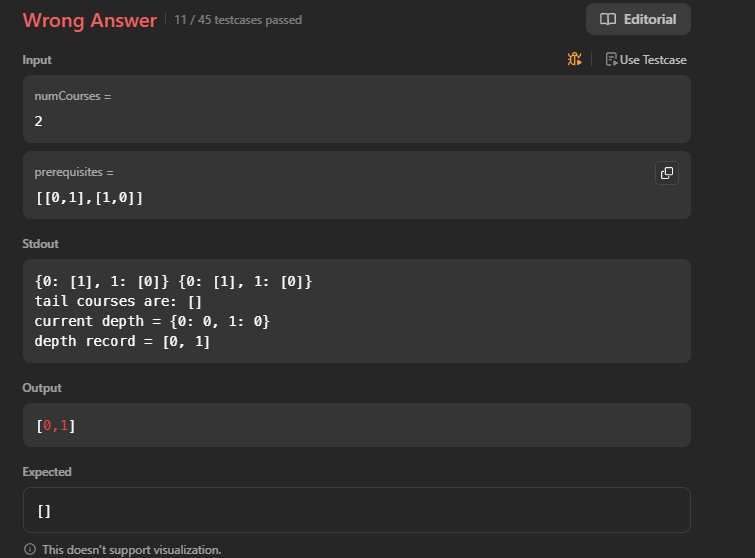 Wrong Answer 11 / 45 testcases passed Editorial
Input Use Testcase
numCourses =
2
prerequisites =
[[0,1],[1,0]]
Stdout
{0: [1], 1: [0]} {0: [1], 1: [0]}
tail courses are: []
current depth = {0: 0, 1: 0}
depth record = [0, 1]
Output
[0,1]
Expected
[]
This doesn't support visualization.